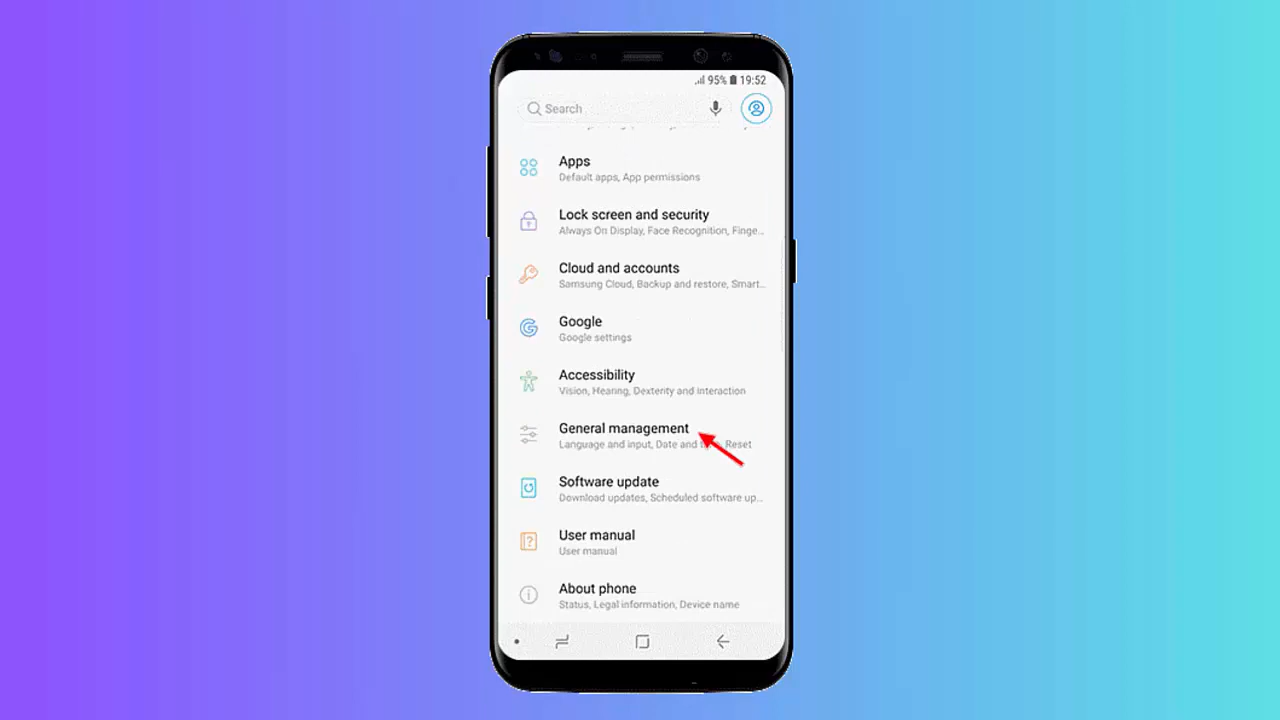 95% 19:52
Search
Apps
Default apps, App permissions
Lock screen and security
Always On Display, Face Recognition, Finge...
Cloud and accounts
Samsung Cloud, Backup and restore, Smart...
Google
Google settings
Accessibility
Vision, Hearing, Dexterity and interaction
General management
Language and input, Date and Reset
Software update
Download updates, Scheduled software up...
User manual
User manual
About phone
Status, Legal information, Device name